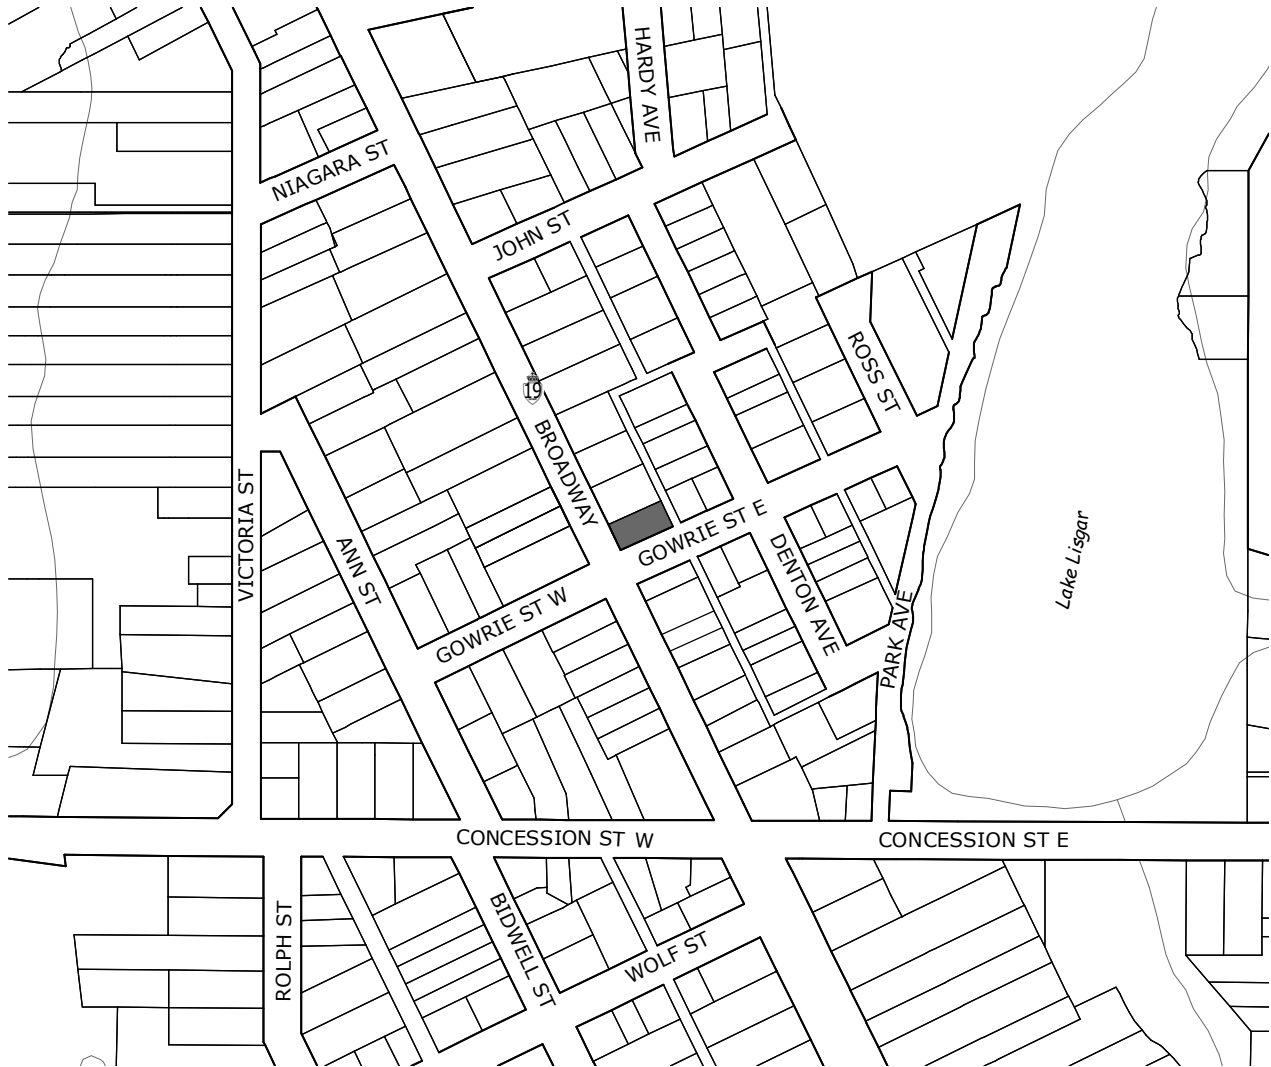 HARDY AVE
NIAGARA ST
JOHN ST
ROSS ST
19
BROADWAY
VICTORIA ST
ANN ST
GOWRIE ST E
DENTON AVE
Lake Lisgar
GOWRIE ST W
PARK AVE
CONCESSION ST W
CONCESSION ST E
ROLPH ST
BIDWELL ST
WOLF ST